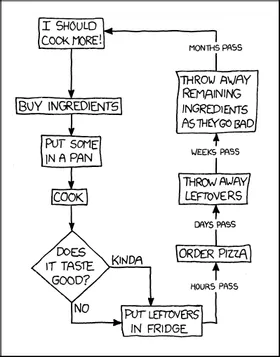 I SHOULD
COOK MORE!
BUY INGREDIENTS
PUT SOME
IN A PAN
COOK
DOES
IT TASTE
GOOD?
KINDA
NO
PUT LEFTOVERS
IN FRIDGE
HOURS PASS
ORDER PIZZA
DAYS PASS
THROW AWAY
LEFTOVERS
WEEKS PASS
THROW AWAY
REMAINING
INGREDIENTS
AS THEY GO BAD
MONTHS PASS